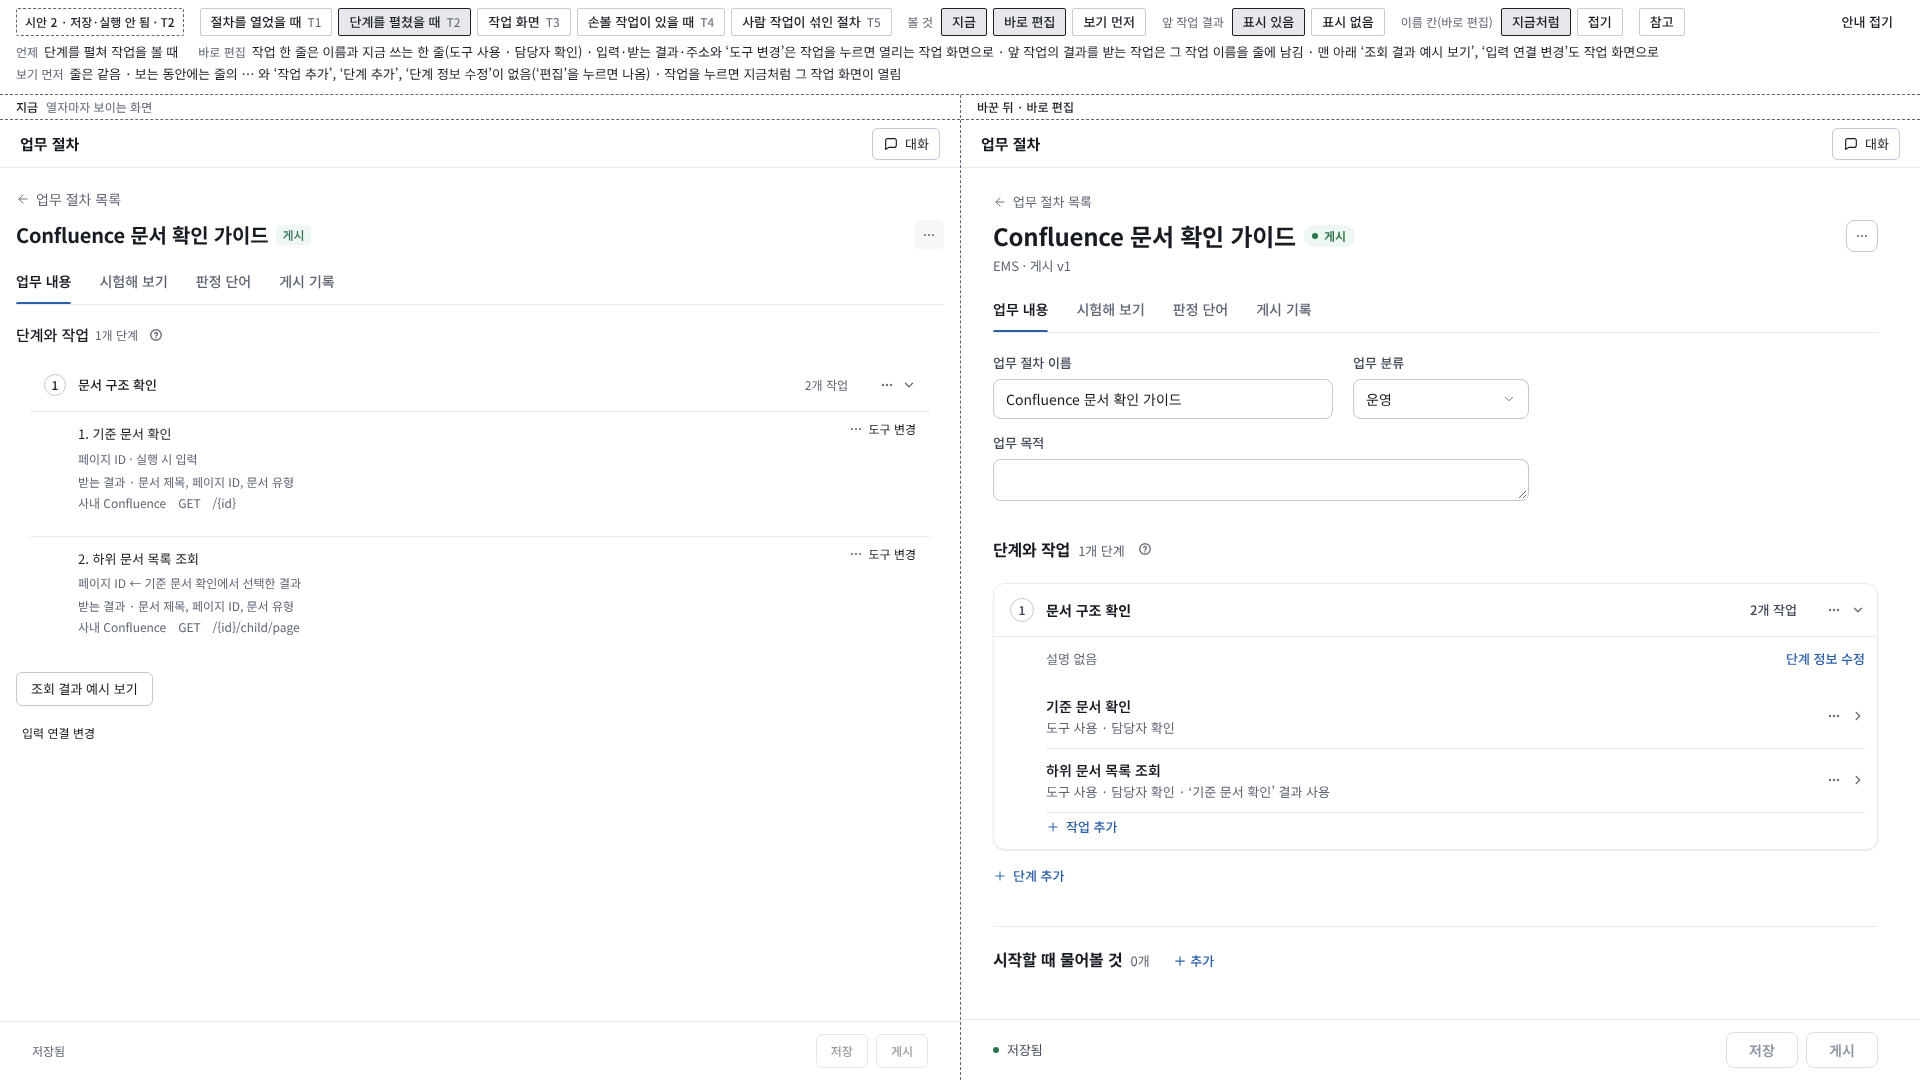 시안 2 · 저장·실행 안 됨 · T2
절차를 열었을 때 T1
단계를 펼쳤을 때 T2
작업 화면 T3
손볼 작업이 있을 때 T4
사람 작업이 섞인 절차 T5
볼 것
지금
바로 편집
보기 먼저
앞 작업 결과
표시 있음
표시 없음
이름 칸(바로 편집)
지금처럼
접기
참고
안내 접기
언제 단계를 펼쳐 작업을 볼 때 바로 편집 작업 한 줄은 이름과 지금 쓰는 한 줄(도구 사용 · 담당자 확인) · 입력·받는 결과·주소와 ‘도구 변경’은 작업을 누르면 열리는 작업 화면으로 · 앞 작업의 결과를 받는 작업은 그 작업 이름을 줄에 남김 · 맨 아래 ‘조회 결과 예시 보기’, ‘입력 연결 변경’도 작업 화면으로
보기 먼저 줄은 같음 · 보는 동안에는 줄의 ··· 와 ‘작업 추가’, ‘단계 추가’, ‘단계 정보 수정’이 없음(‘편집’을 누르면 나옴) · 작업을 누르면 지금처럼 그 작업 화면이 열림
지금 열자마자 보이는 화면
업무 절차
대화
← 업무 절차 목록
Confluence 문서 확인 가이드 게시
···
업무 내용
시험해 보기
판정 단어
게시 기록
단계와 작업 1개 단계
1 문서 구조 확인
2개 작업 ···
1. 기준 문서 확인
··· 도구 변경
페이지 ID · 실행 시 입력
받는 결과 · 문서 제목, 페이지 ID, 문서 유형
사내 Confluence GET /{id}
2. 하위 문서 목록 조회
··· 도구 변경
페이지 ID ← 기준 문서 확인에서 선택한 결과
받는 결과 · 문서 제목, 페이지 ID, 문서 유형
사내 Confluence GET /{id}/child/page
조회 결과 예시 보기
입력 연결 변경
저장됨
저장
게시
바꾼 뒤 · 바로 편집
업무 절차
대화
← 업무 절차 목록
Confluence 문서 확인 가이드 게시
···
EMS · 게시 v1
업무 내용
시험해 보기
판정 단어
게시 기록
업무 절차 이름
업무 분류
Confluence 문서 확인 가이드
운영
업무 목적
단계와 작업 1개 단계
1 문서 구조 확인
2개 작업 ···
설명 없음
단계 정보 수정
기준 문서 확인
도구 사용 · 담당자 확인
···
하위 문서 목록 조회
도구 사용 · 담당자 확인 · ‘기준 문서 확인’ 결과 사용
···
+ 작업 추가
+ 단계 추가
시작할 때 물어볼 것 0개 + 추가
저장됨
저장
게시